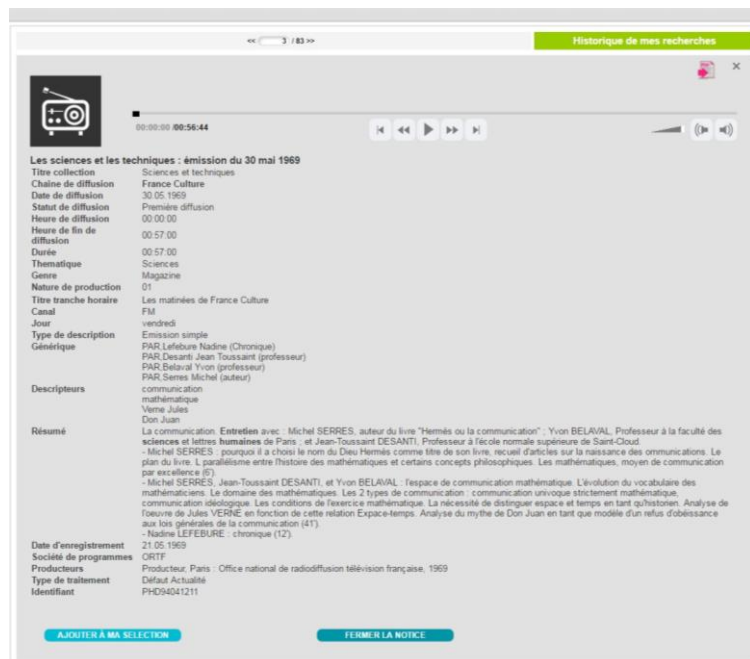 << 3 / 83 >>
Historique de mes recherches
00:00:00 /00:56:44
Les sciences et les techniques : émission du 30 mai 1969
Titre collection Sciences et techniques
Chaîne de diffusion France Culture
Date de diffusion 30.05.1969
Statut de diffusion Première diffusion
Heure de diffusion 00:00:00
Heure de fin de
diffusion 00:57:00
Durée 00:57:00
Thematique Sciences
Genre Magazine
Nature de production 01
Titre tranche horaire Les matinées de France Culture
Canal FM
Jour vendredi
Type de description Emission simple
Générique PAR,Lefebure Nadine (Chronique)
PAR,Desanti Jean Toussaint (professeur)
PAR,Belaval Yvon (professeur)
PAR,Serres Michel (auteur)
Descripteurs communication
mathématique
Verne Jules
Don Juan
Résumé La communication. Entretien avec : Michel SERRES, auteur du livre "Hermès ou la communication" ; Yvon BELAVAL, Professeur à la faculté des
sciences et lettres humaines de Paris ; et Jean-Toussaint DESANTI, Professeur à l'école normale supérieure de Saint-Cloud.
- Michel SERRES : pourquoi il a choisi le nom du Dieu Hermès comme titre de son livre, recueil d'articles sur la naissance des ommunications. Le
plan du livre, L parallélisme entre l'histoire des mathématiques et certains concepts philosophiques. Les mathématiques, moyen de communication
par excellence (6').
- Michel SERRES, Jean-Toussaint DESANTI, et Yvon BELAVAL : l'espace de communication mathématique. L'évolution du vocabulaire des
mathématiciens. Le domaine des mathématiques. Les 2 types de communication : communication univoque strictement mathématique,
communication idéologique. Les conditions de l'exercice mathématique. La nécessité de distinguer espace et temps en tant qu'historien. Analyse de
l'oeuvre de Jules VERNE en fonction de cette relation Expace-temps. Analyse du mythe de Don Juan en tant que modèle d'un refus d'obéissance
aux lois générales de la communication (41').
- Nadine LEFEBURE : chronique (12').
Date d'enregistrement 21.05.1969
Société de programmes ORTF
Producteurs Producteur, Paris : Office national de radiodiffusion télévision française, 1969
Type de traitement Défaut Actualité
Identifiant PHD94041211
AJOUTER À MA SELECTION
FERMER LA NOTICE